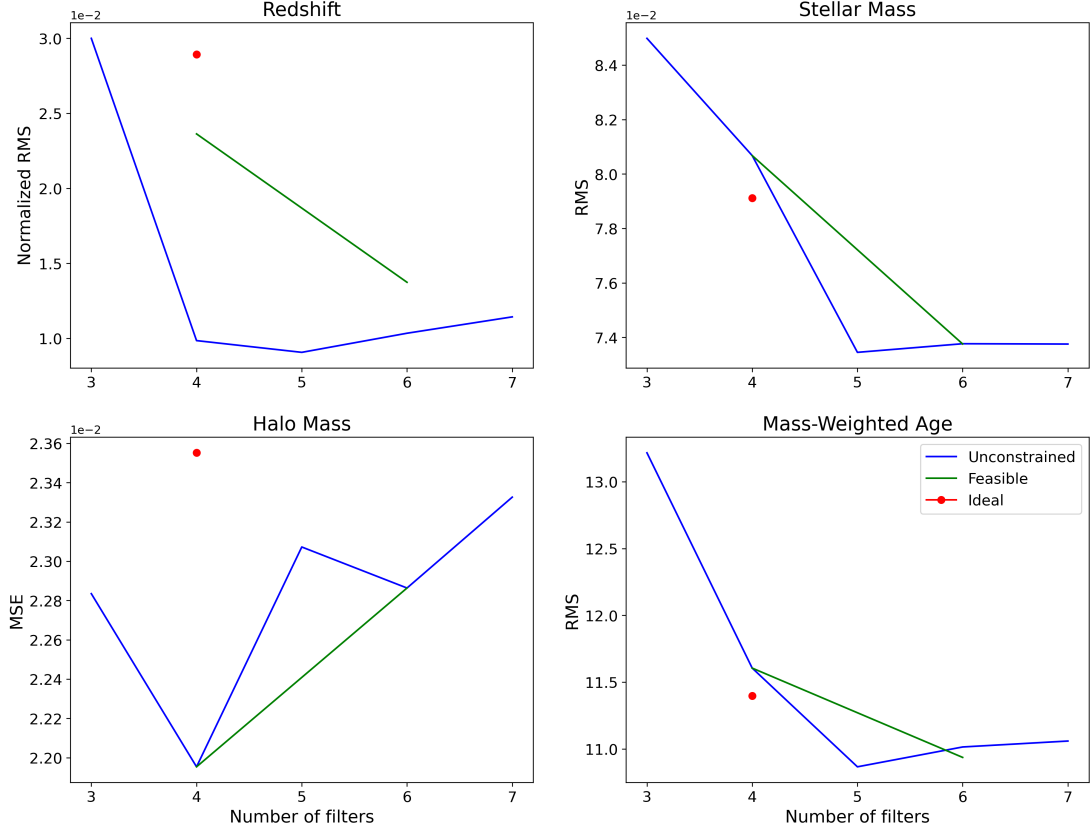 Redshift
1e−2
Normalized RMS
3.0
2.5
2.0
1.5
1.0
3 4 5 6 7
Stellar Mass
1e−2
RMS
8.4
8.2
8.0
7.8
7.6
7.4
3 4 5 6 7
Halo Mass
1e−2
MSE
2.36
2.34
2.32
2.30
2.28
2.26
2.24
2.22
2.20
3 4 5 6 7
Number of filters
Mass-Weighted Age
RMS
13.0
12.5
12.0
11.5
11.0
Unconstrained
Feasible
Ideal
3 4 5 6 7
Number of filters